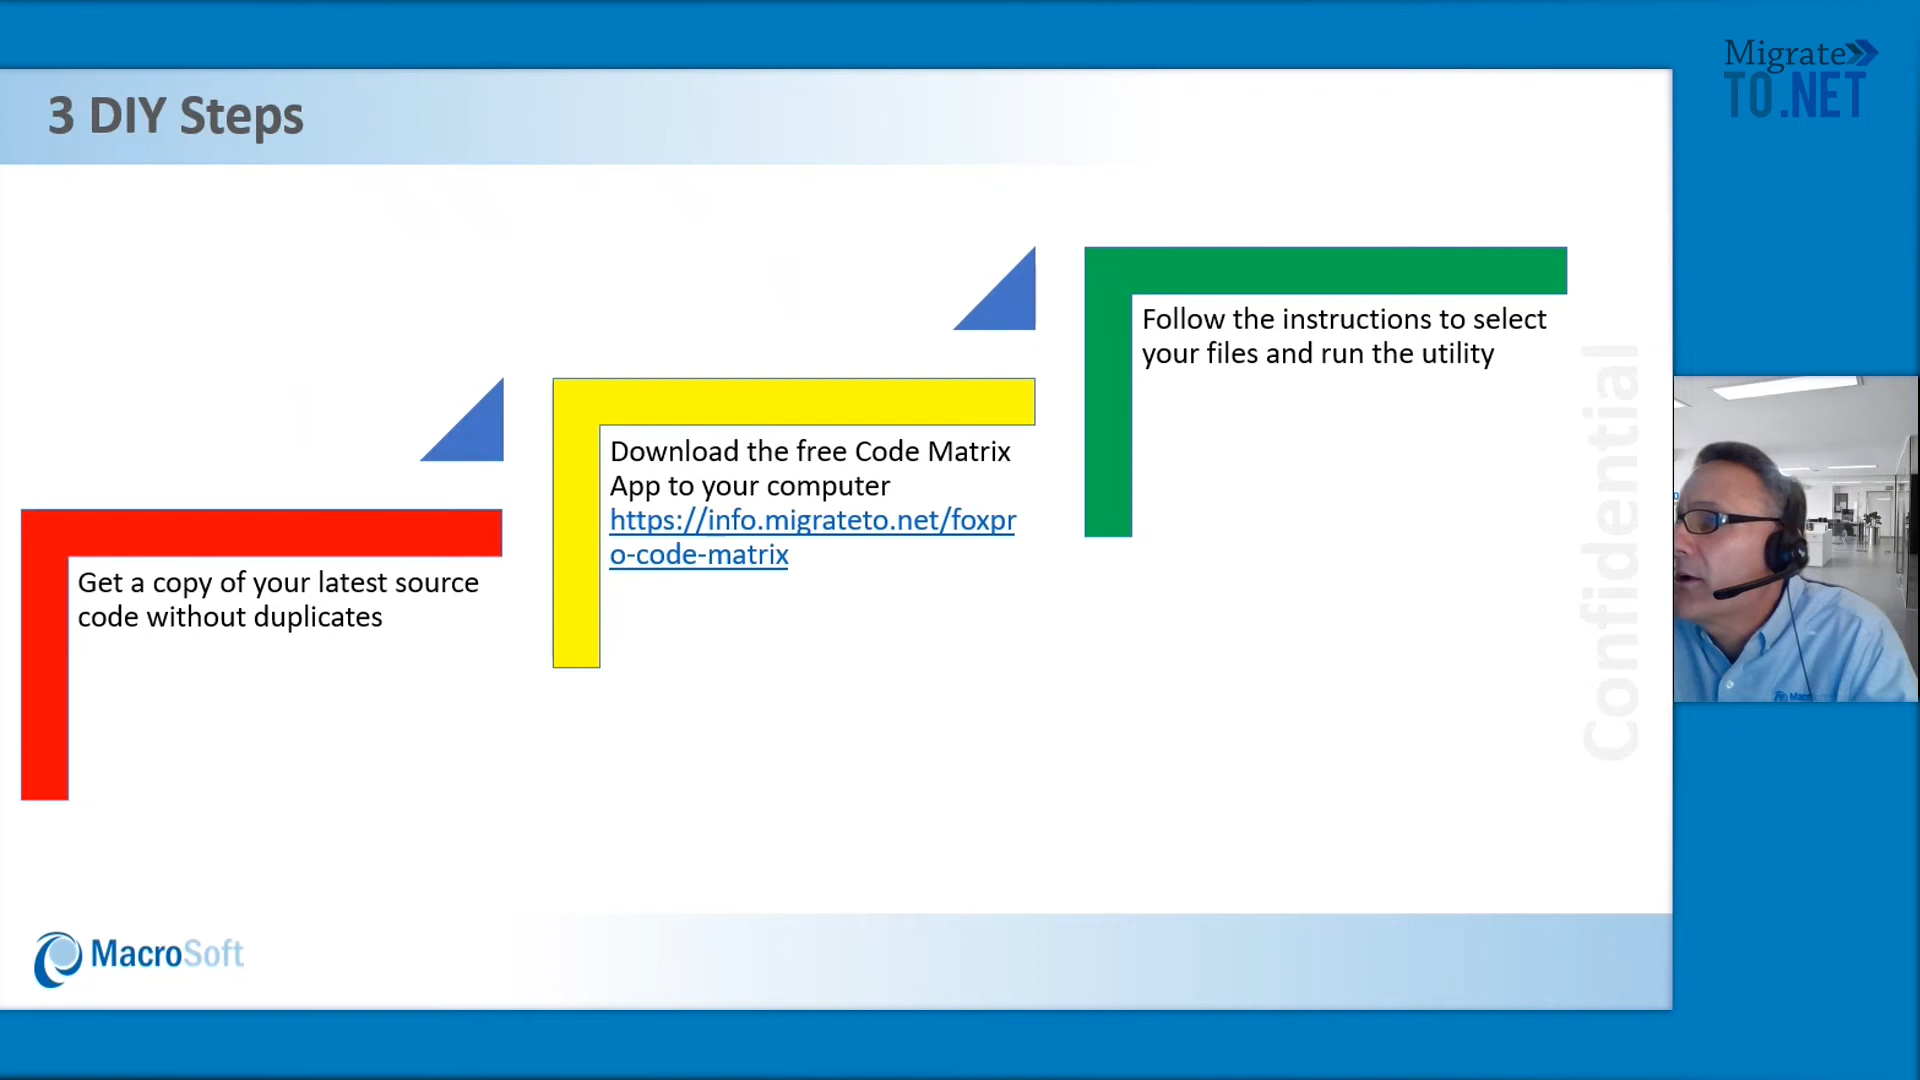 3 DIY Steps
Migrate
TO.NET
Follow the instructions to select
your files and run the utility
Download the free Code Matrix
App to your computer
https://info.migrateto.net/foxpr
o-code-matrix
Get a copy of your latest source
code without duplicates
Confidential
MacroSoft